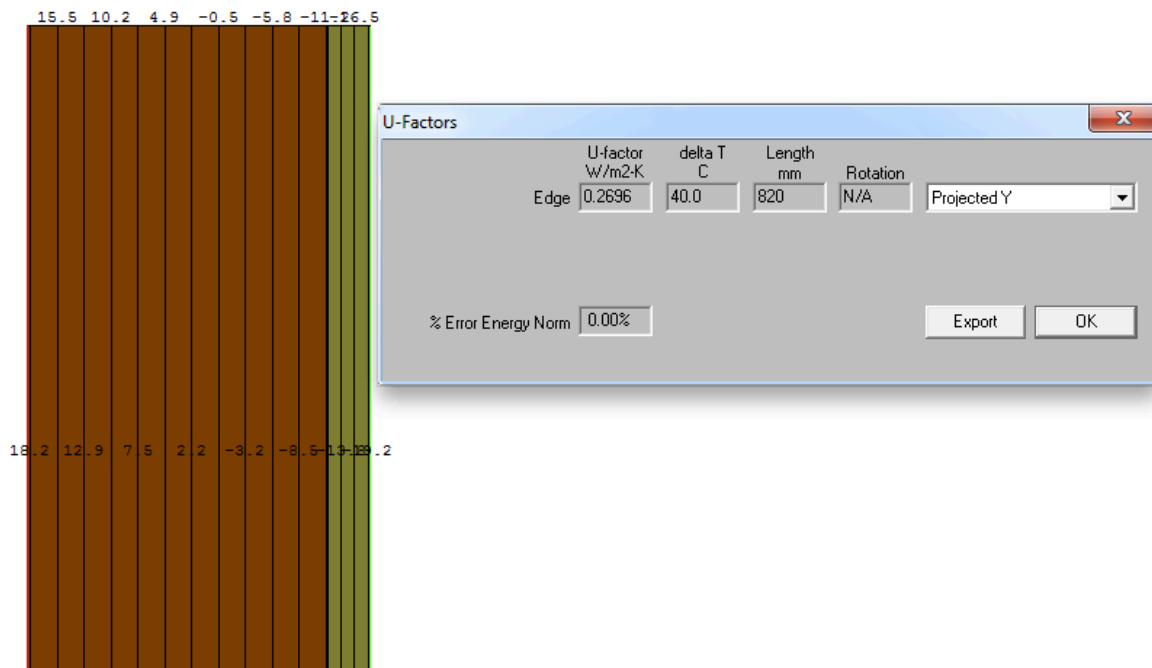 15.5 10.2 4.9 -0.5 -5.8
U-Factors
U-factor delta T Length
W/m2-K C mm Rotation
Edge 0.2696 40.0 820 N/A Projected Y
% Error Energy Norm 0.00% Export OK
18.2 12.9 7.5 2.2 -3.2 -8.5